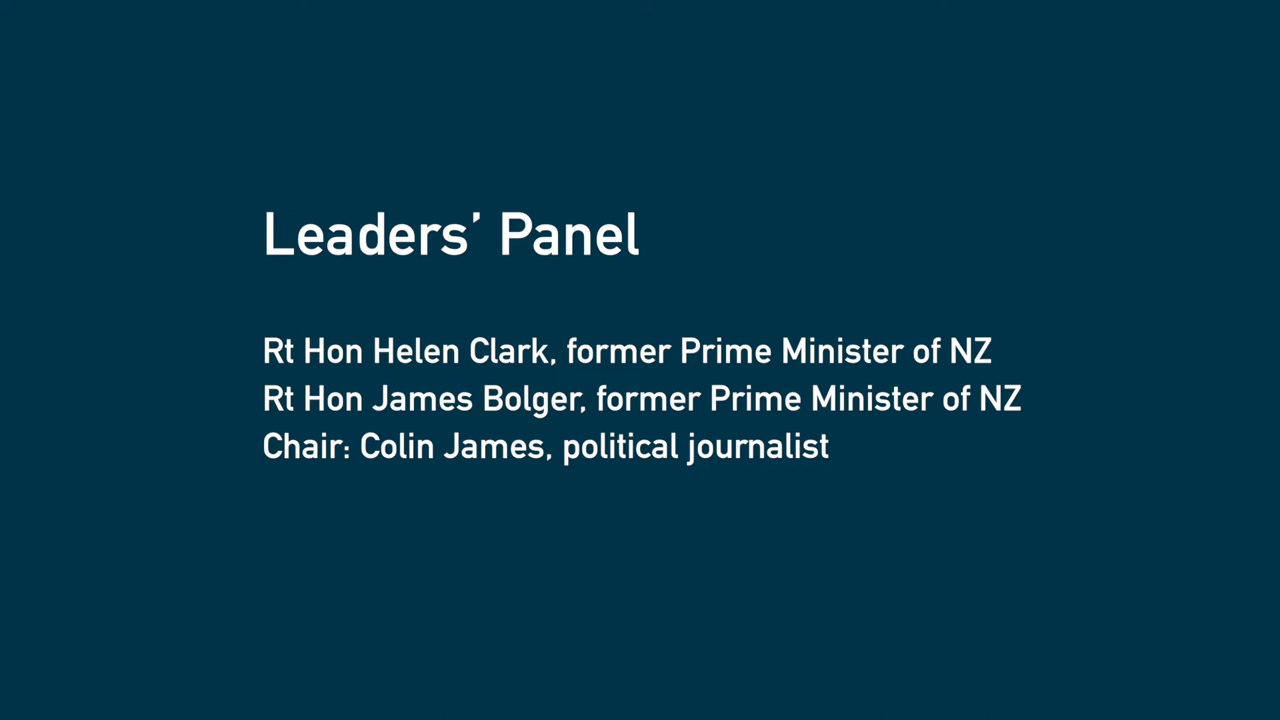 Leaders’ Panel
Rt Hon Helen Clark, former Prime Minister of NZ
Rt Hon James Bolger, former Prime Minister of NZ
Chair: Colin James, political journalist